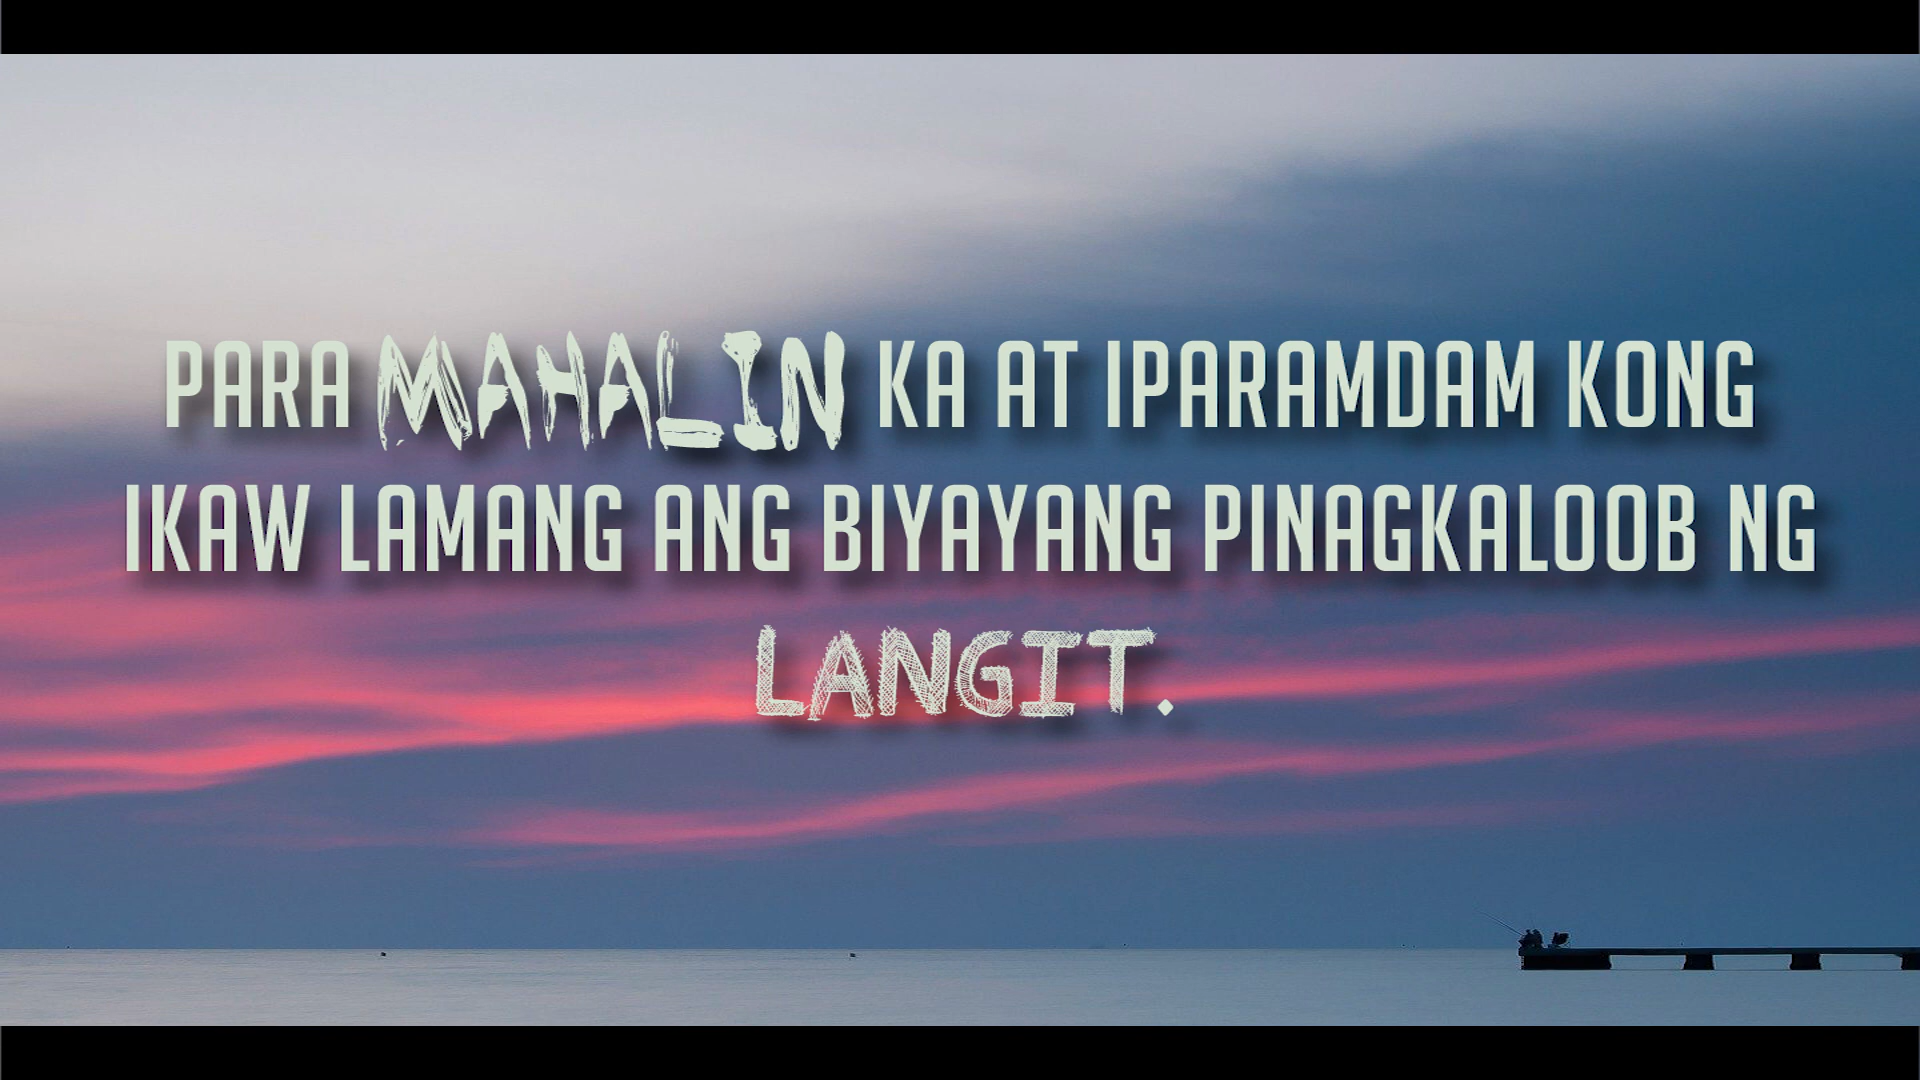 PARA MAHALIN KA AT IPARAMDAM KONG
IKAW LAMANG ANG BIYAYANG PINAGKALOOB NG
LANGIT.